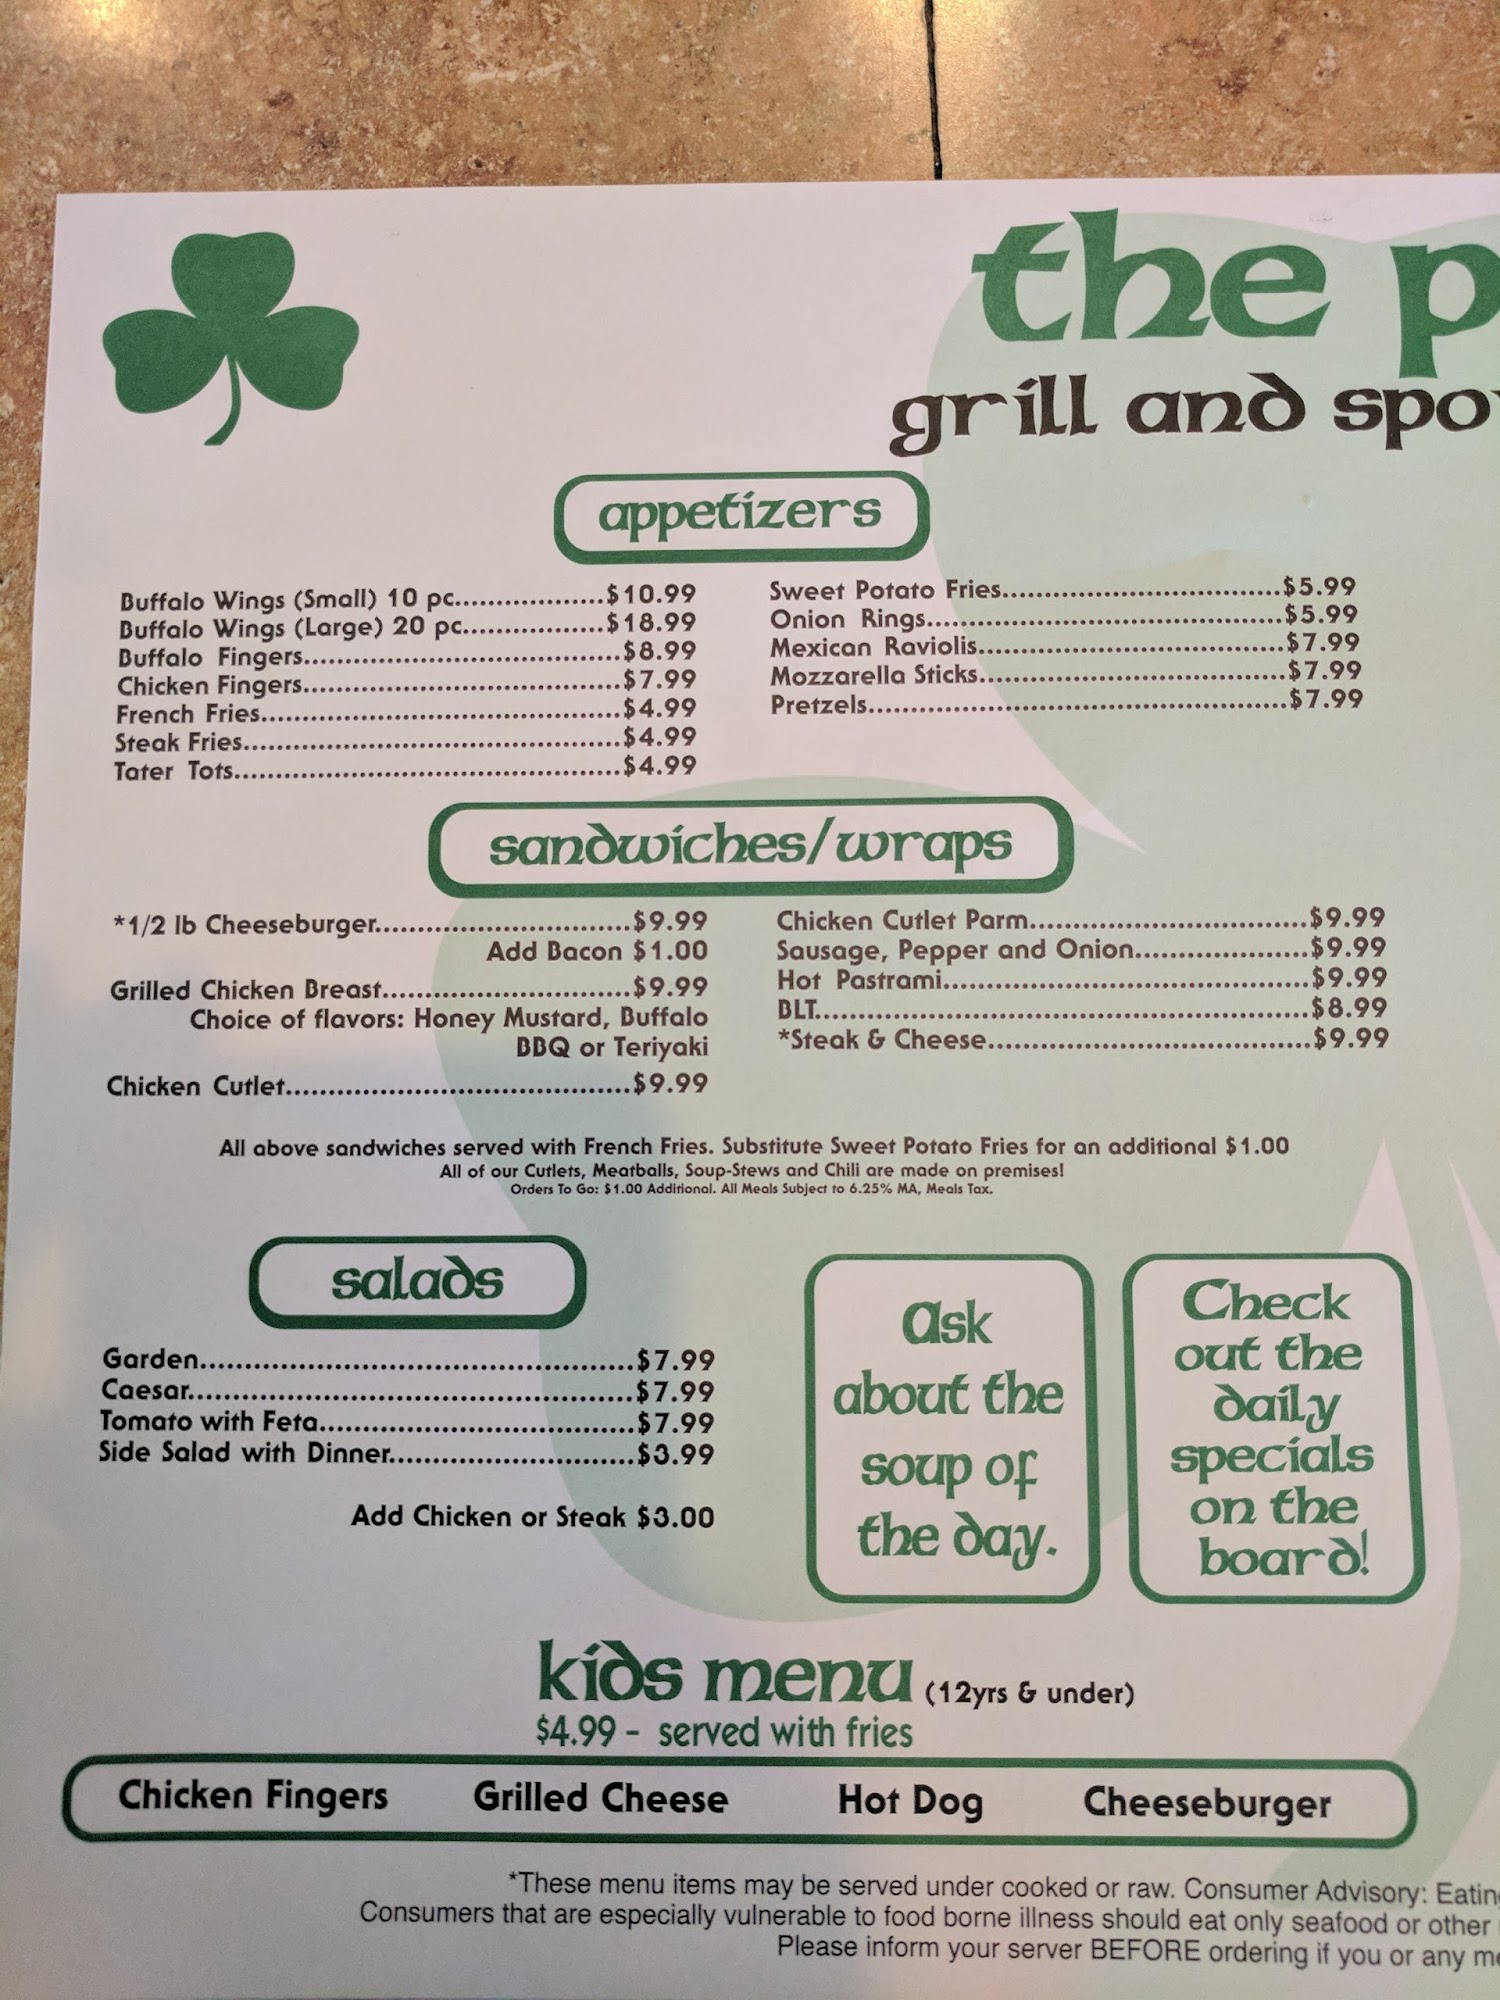 the p
grill and spo
appetizers
Buffalo Wings (Small) 10 pc..................$10.99
Buffalo Wings (Large) 20 pc.................$18.99
Buffalo Fingers.......................................$8.99
Chicken Fingers.......................................$7.99
French Fries............................................$4.99
Steak Fries..............................................$4.99
Tater Tots...............................................$4.99
Sweet Potato Fries..................................$5.99
Onion Rings...........................................$5.99
Mexican Raviolis.....................................$7.99
Mozzarella Sticks.....................................$7.99
Pretzels...................................................$7.99
sandwiches/wraps
*1/2 lb Cheeseburger...............................$9.99
Add Bacon $1.00
Grilled Chicken Breast..............................$9.99
Choice of flavors: Honey Mustard, Buffalo
BBQ or Teriyaki
Chicken Cutlet.........................................$9.99
Chicken Cutlet Parm..................................$9.99
Sausage, Pepper and Onion.....................$9.99
Hot Pastrami............................................$9.99
BLT...........................................................$8.99
*Steak & Cheese.......................................$9.99
All above sandwiches served with French Fries. Substitute Sweet Potato Fries for an additional $1.00
All of our Cutlets, Meatballs, Soup-Stews and Chili are made on premises!
Orders To Go: $1.00 Additional. All Meals Subject to 6.25% MA, Meals Tax.
salads
Garden.................................................$7.99
Caesar..................................................$7.99
Tomato with Feta...................................$7.99
Side Salad with Dinner............................$3.99
Add Chicken or Steak $3.00
Ask
about the
soup of
the day.
Check
out the
daily
specials
on the
board!
kids menu (12yrs & under)
$4.99 - served with fries
Chicken Fingers Grilled Cheese Hot Dog Cheeseburger
*These menu items may be served under cooked or raw. Consumer Advisory: Eatin
Consumers that are especially vulnerable to food borne illness should eat only seafood or other
Please inform your server BEFORE ordering if you or any me